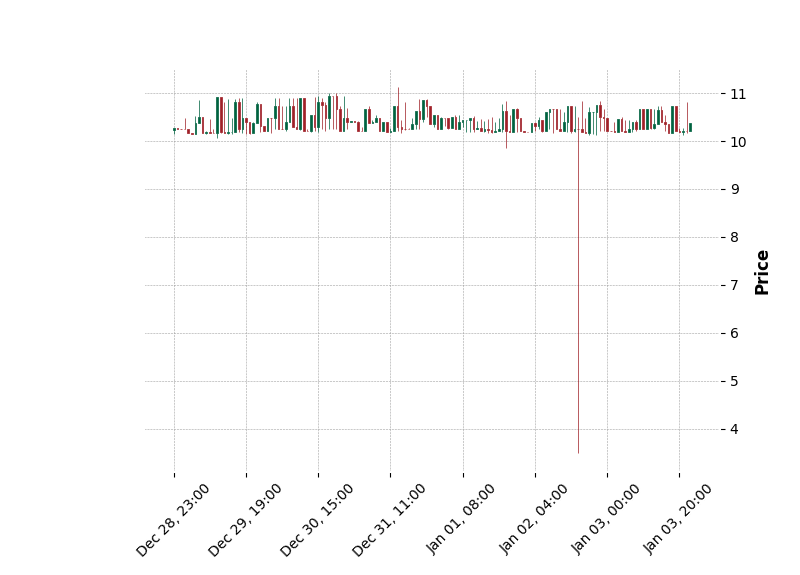 11
10
9
8
7
6
5
4
Price
Dec 28, 23:00
Dec 29, 19:00
Dec 30, 15:00
Dec 31, 11:00
Jan 01, 08:00
Jan 02, 04:00
Jan 03, 00:00
Jan 03, 20:00